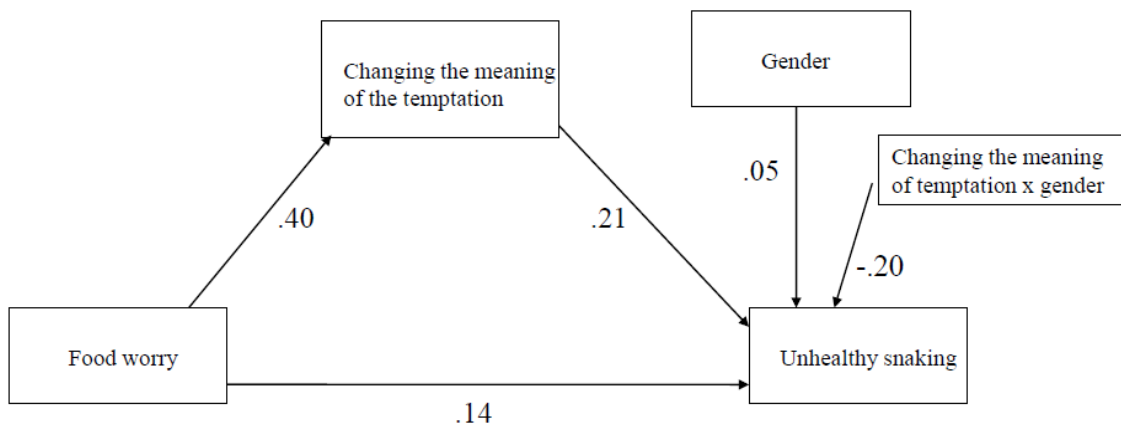 Changing the meaning
of the temptation
Gender
Changing the meaning
of temptation x gender
.05
.40
.21
-.20
Food worry
Unhealthy snaking
.14